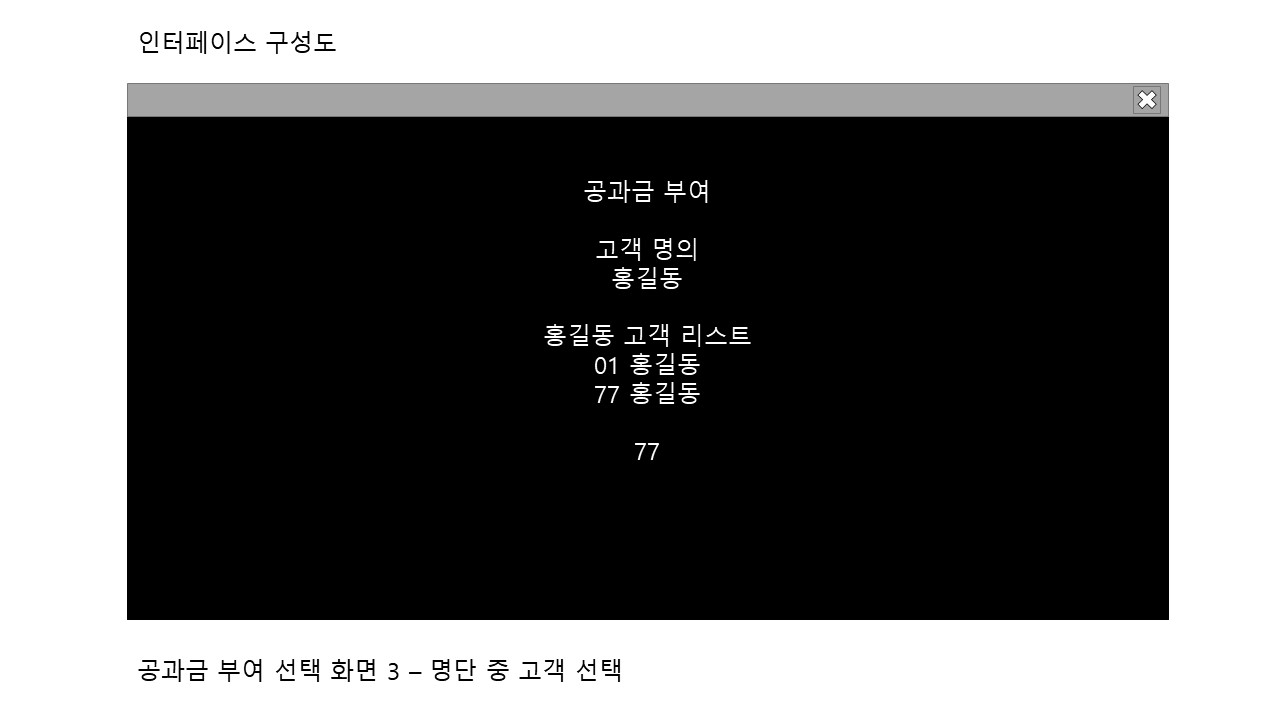 인터페이스 구성도
공과금 부여
고객 명의
홍길동
홍길동 고객 리스트
01 홍길동
77 홍길동
77
공과금 부여 선택 화면 3 – 명단 중 고객 선택